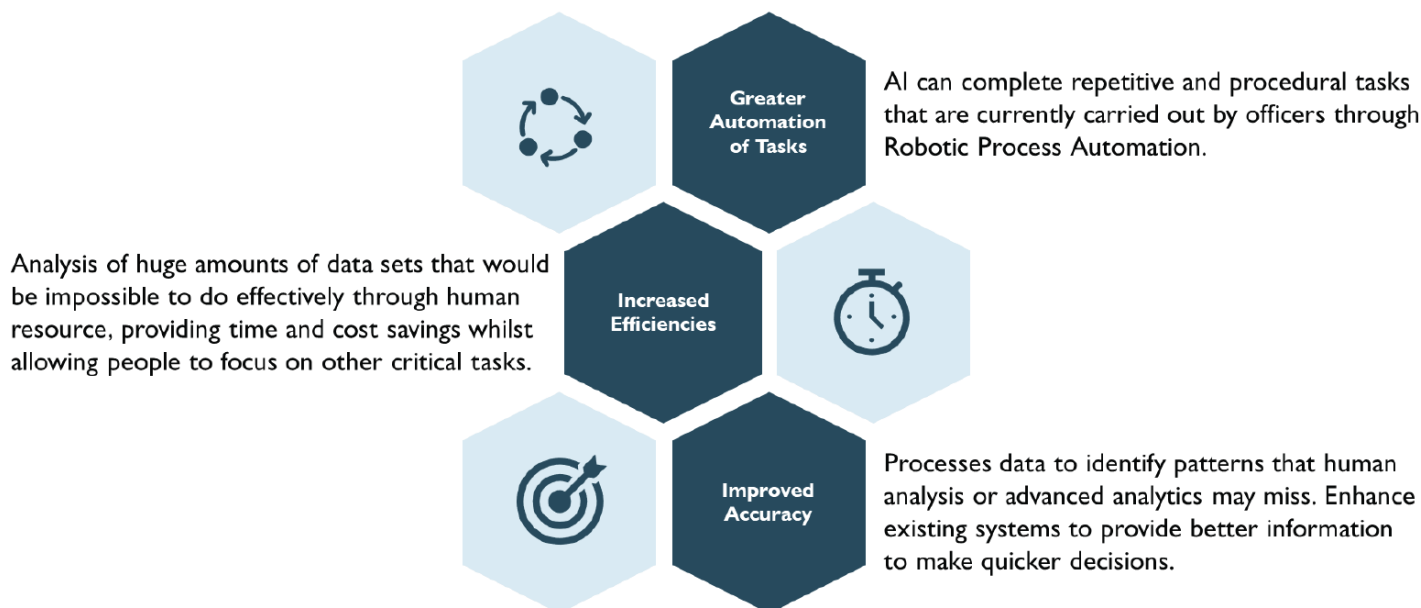 Greater
Automation
of Tasks
AI can complete repetitive and procedural tasks
that are currently carried out by officers through
Robotic Process Automation.
Analysis of huge amounts of data sets that would
be impossible to do effectively through human
resource, providing time and cost savings whilst
allowing people to focus on other critical tasks.
Increased
Efficiencies
Improved
Accuracy
Processes data to identify patterns that human
analysis or advanced analytics may miss. Enhance
existing systems to provide better information
to make quicker decisions.